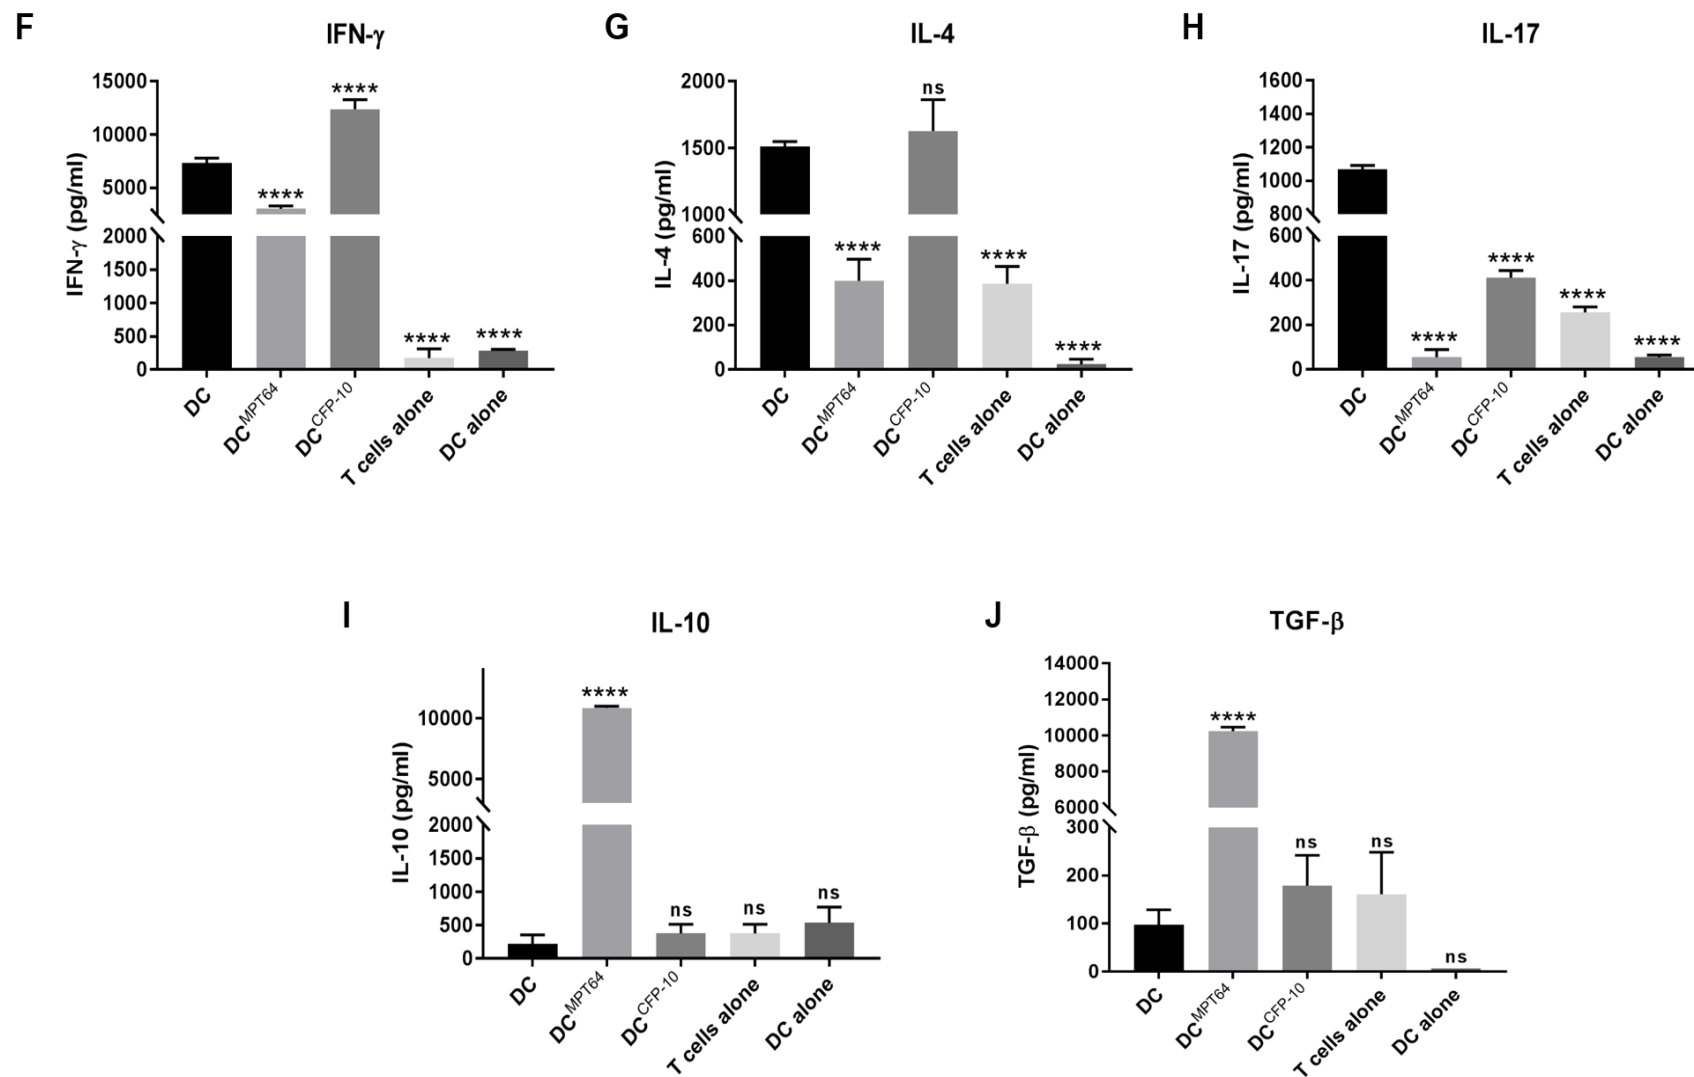 F
IFN-γ
IFN-γ (pg/ml)
15000
10000
5000
2000
1500
1000
500
0
****
****
****
****
DC
DC^MPT64
DC^CFP-10
T cells alone
DC alone
G
IL-4
IL-4 (pg/ml)
2000
1500
1000
600
400
200
0
****
ns
****
****
DC
DC^MPT64
DC^CFP-10
T cells alone
DC alone
H
IL-17
IL-17 (pg/ml)
1600
1400
1200
1000
800
600
400
200
0
****
****
****
****
DC
DC^MPT64
DC^CFP-10
T cells alone
DC alone
I
IL-10
IL-10 (pg/ml)
10000
5000
2000
1500
1000
500
0
****
ns
ns
ns
DC
DC^MPT64
DC^CFP-10
T cells alone
DC alone
J
TGF-β
TGF-β (pg/ml)
14000
12000
10000
8000
6000
300
200
100
0
****
ns
ns
ns
DC
DC^MPT64
DC^CFP-10
T cells alone
DC alone